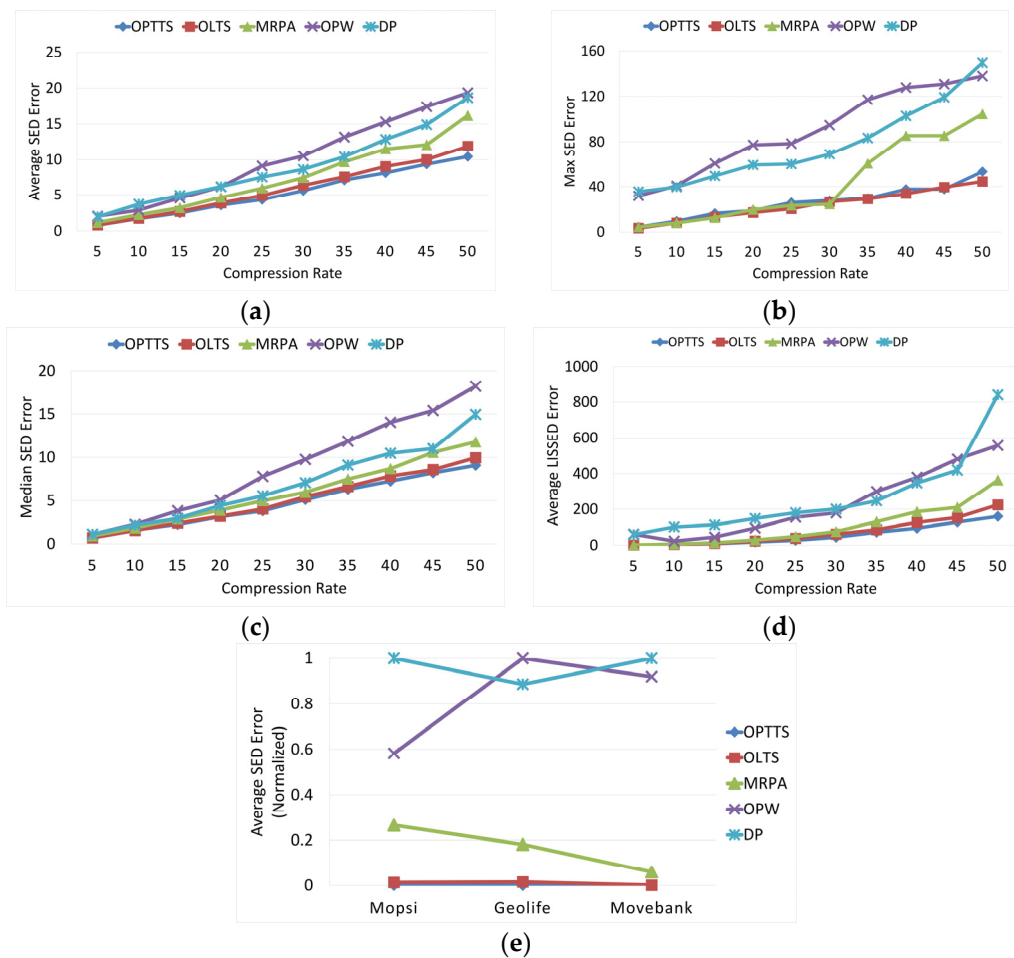 OPTTS OLTS MRPA OPW DP
25
20
15
10
5
0
Average SED Error
5 10 15 20 25 30 35 40 45 50
Compression Rate
(a)
OPTTS OLTS MRPA OPW DP
160
120
80
40
0
Max SED Error
5 10 15 20 25 30 35 40 45 50
Compression Rate
(b)
OPTTS OLTS MRPA OPW DP
20
15
10
5
0
Median SED Error
5 10 15 20 25 30 35 40 45 50
Compression Rate
(c)
OPTTS OLTS MRPA OPW DP
1000
800
600
400
200
0
Average LISSED Error
5 10 15 20 25 30 35 40 45 50
Compression Rate
(d)
1
0.8
0.6
0.4
0.2
0
Average SED Error
(Normalized)
Mopsi Geolife Movebank
OPTTS
OLTS
MRPA
OPW
DP
(e)